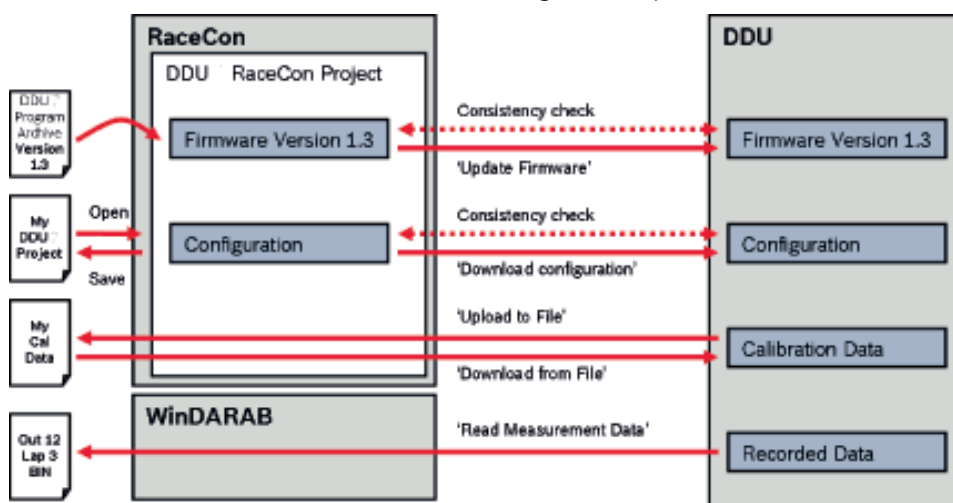 RaceCon
DDU RaceCon Project
DDU
DDU
Program
Archive
Version
1.3
Firmware Version 1.3
Consistency check
'Update Firmware'
Firmware Version 1.3
My
DDU
Project
Open
Save
Configuration
Consistency check
'Download configuration'
Configuration
My
Cal
Data
'Upload to File'
'Download from File'
Calibration Data
WinDARAB
Out 12
Lap 3
BIN
'Read Measurement Data'
Recorded Data